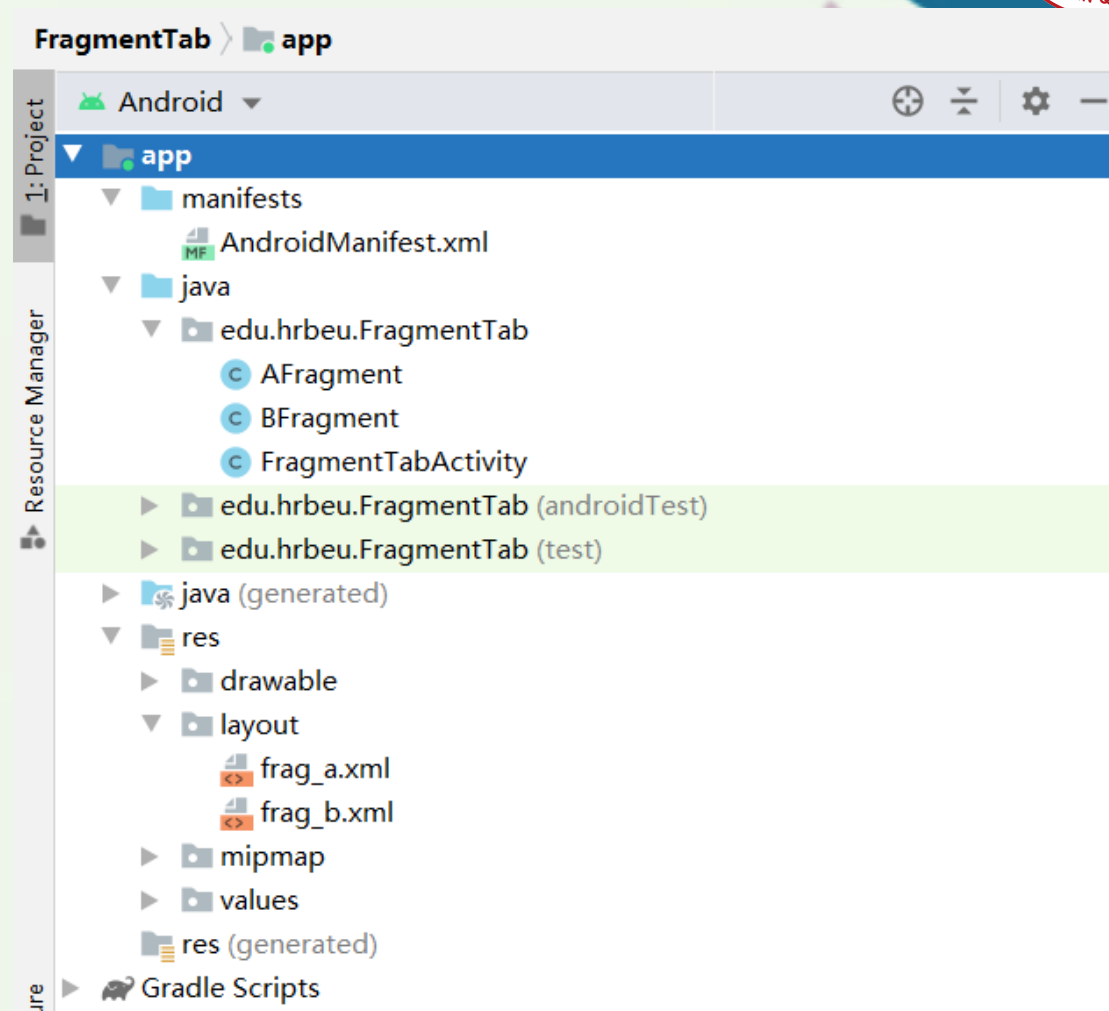 FragmentTab app
Android
1: Project
app
manifests
MF AndroidManifest.xml
java
edu.hrbeu.FragmentTab
C AFragment
C BFragment
C FragmentTabActivity
Resource Manager
edu.hrbeu.FragmentTab (androidTest)
edu.hrbeu.FragmentTab (test)
java (generated)
res
drawable
layout
<> frag_a.xml
<> frag_b.xml
mipmap
values
res (generated)
Gradle Scripts